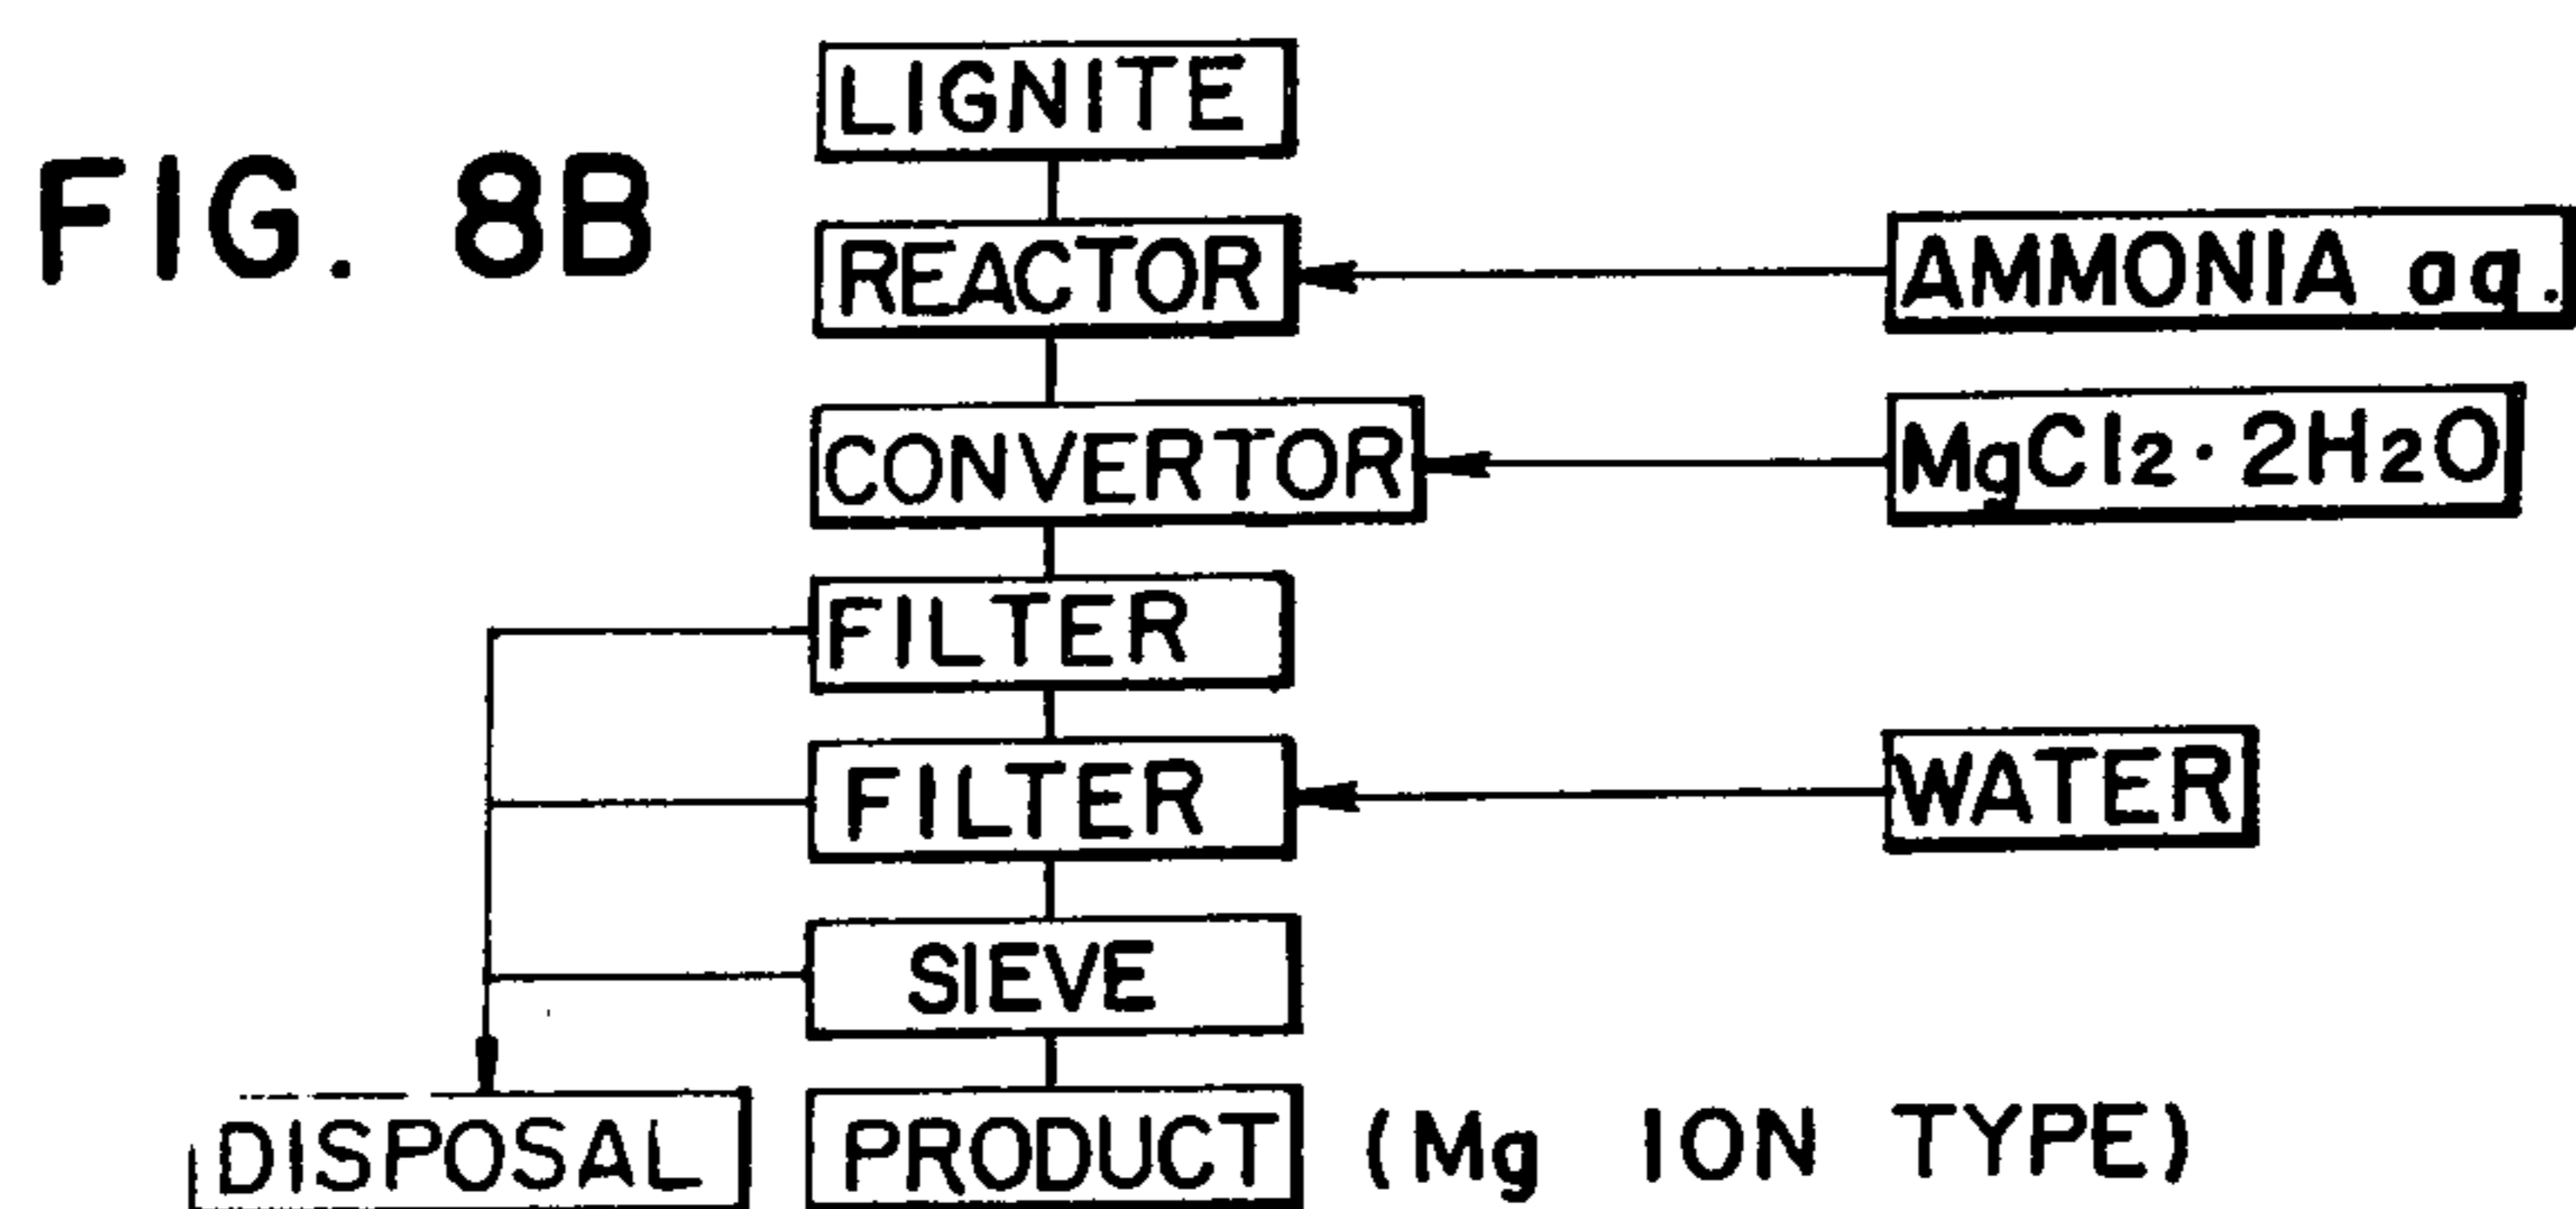 LIGNITE
FIG. 8B
REACTOR
AMMONIA aq.
CONVERTOR
MgCl2·2H2O
FILTER
FILTER
WATER
SIEVE
DISPOSAL
PRODUCT (Mg ION TYPE)